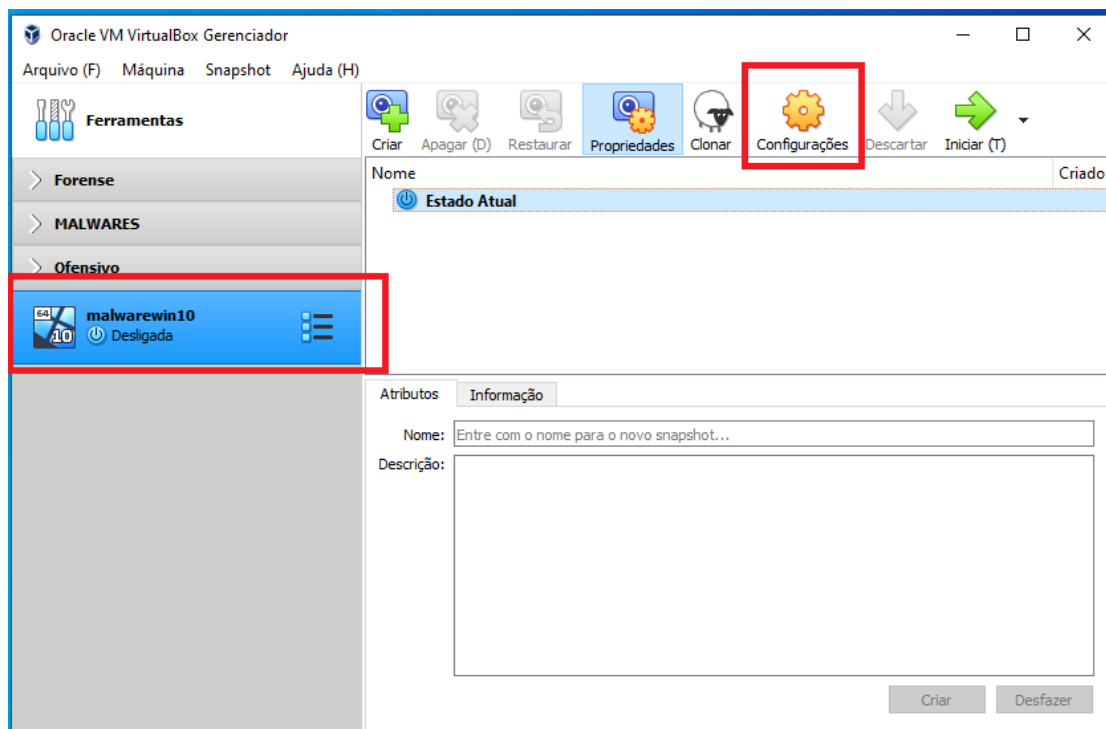 Oracle VM VirtualBox Gerenciador
Arquivo (F) Máquina Snapshot Ajuda (H)
Ferramentas
Criar Apagar (D) Restaurar Propriedades Clonar Configurações Descartar Iniciar (T)
Nome Criado
Estado Atual
Forense
MALWARES
Ofensivo
64
10
malwarewin10
Desligada
Atributos Informação
Nome: Entre com o nome para o novo snapshot...
Descrição:
Criar Desfazer